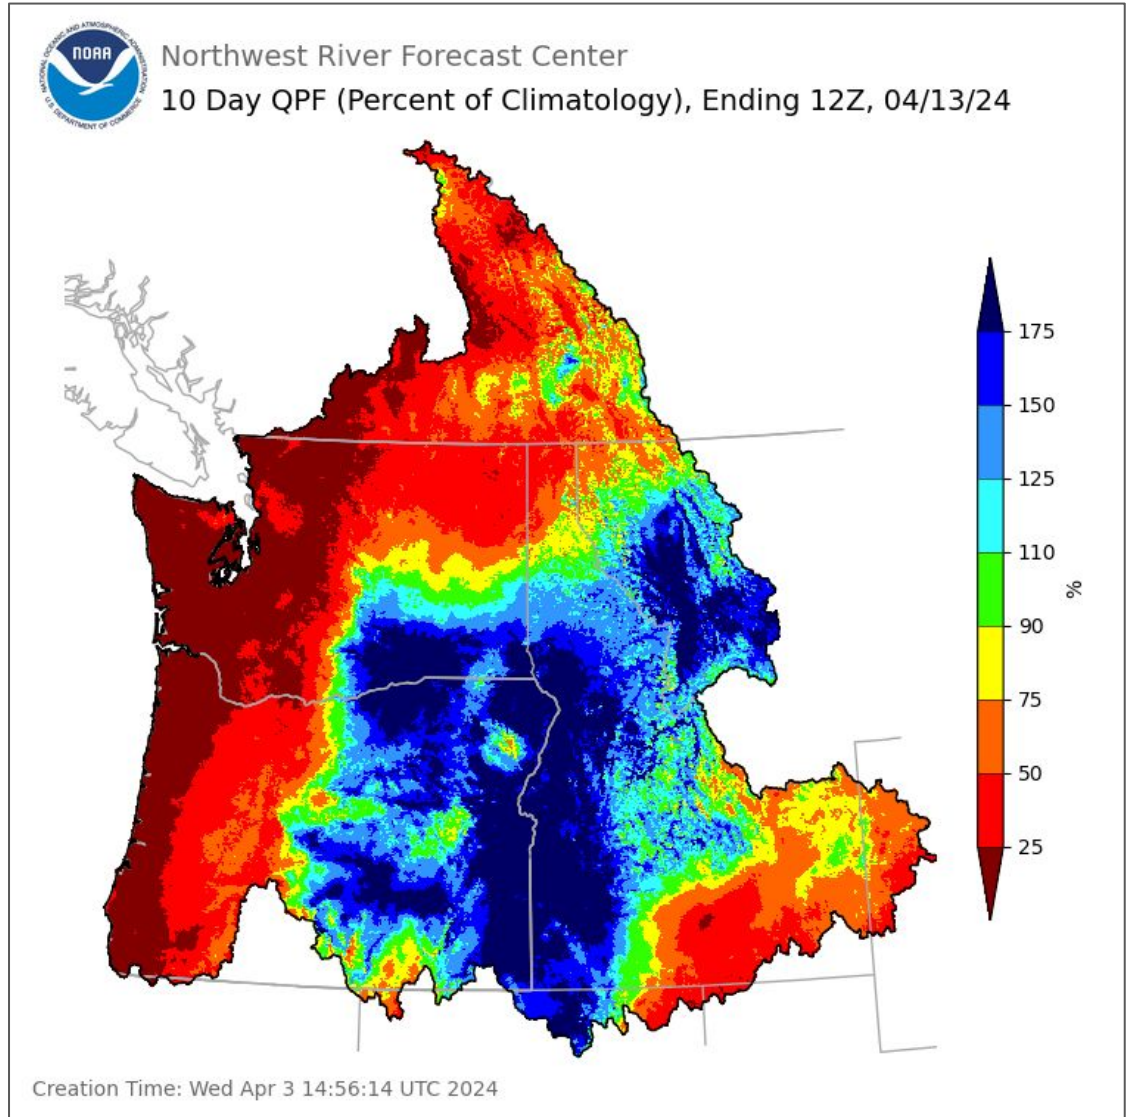 NATIONAL OCEANIC AND ATMOSPHERIC ADMINISTRATION
NOAA
U.S. DEPARTMENT OF COMMERCE
Northwest River Forecast Center
10 Day QPF (Percent of Climatology), Ending 12Z, 04/13/24
175
150
125
110
90
75
50
25
%
Creation Time: Wed Apr 3 14:56:14 UTC 2024